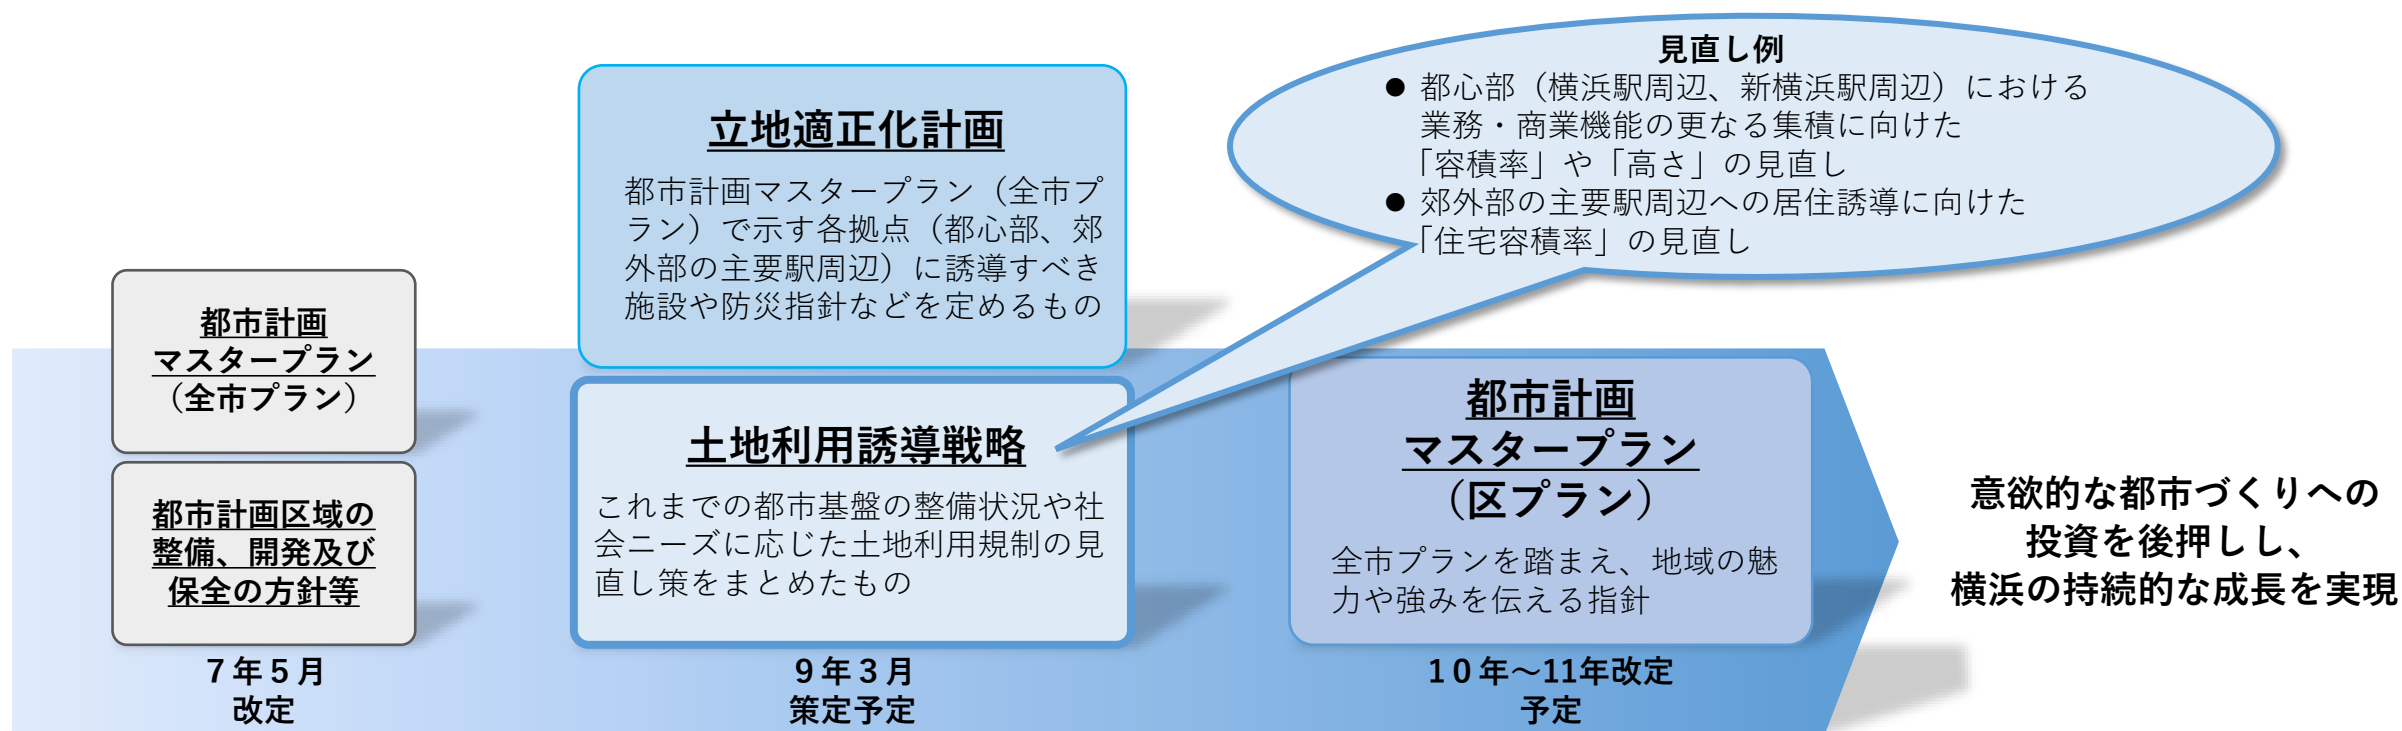 都市計画
マスタープラン
（全市プラン）
都市計画区域の
整備、開発及び
保全の方針等
７年５月
改定
立地適正化計画
都市計画マスタープラン（全市プ
ラン）で示す各拠点（都心部、郊
外部の主要駅周辺）に誘導すべき
施設や防災指針などを定めるもの
土地利用誘導戦略
これまでの都市基盤の整備状況や社
会ニーズに応じた土地利用規制の見
直し策をまとめたもの
９年３月
策定予定
見直し例
● 都心部（横浜駅周辺、新横浜駅周辺）における
業務・商業機能の更なる集積に向けた
「容積率」や「高さ」の見直し
● 郊外部の主要駅周辺への居住誘導に向けた
「住宅容積率」の見直し
都市計画
マスタープラン
（区プラン）
全市プランを踏まえ、地域の魅
力や強みを伝える指針
１０年～11年改定
予定
意欲的な都市づくりへの
投資を後押しし、
横浜の持続的な成長を実現